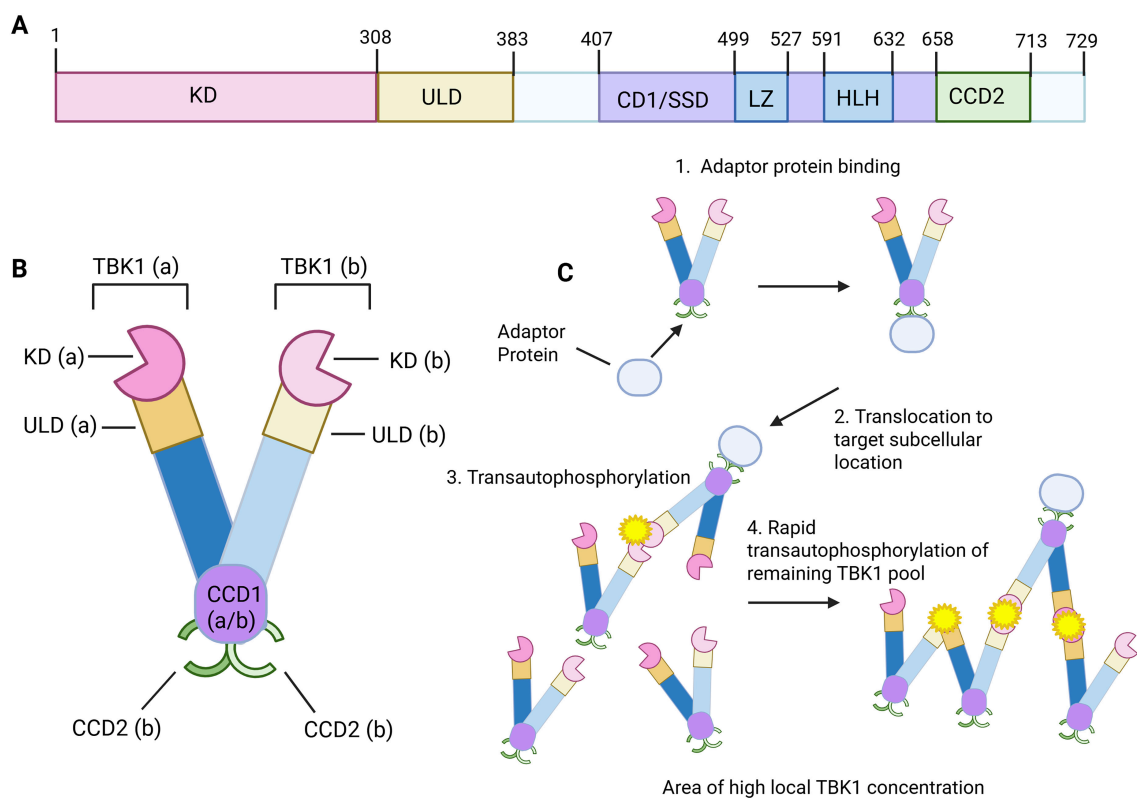 A
1 308 383 407 499 527 591 632 658 713 729
KD ULD CD1/SSD LZ HLH CCD2
B
TBK1 (a) TBK1 (b)
KD (a) KD (b)
ULD (a) ULD (b)
CCD1
(a/b)
CCD2 (b) CCD2 (b)
C
1. Adaptor protein binding
Adaptor
Protein
2. Translocation to
target subcellular
location
3. Transautophosphorylation
4. Rapid
transautophosphorylation of
remaining TBK1 pool
Area of high local TBK1 concentration